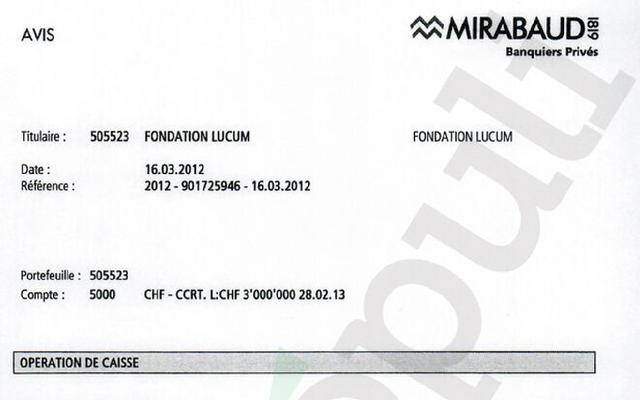 AVIS
MIRABAUD 1819
Banquiers Privés
Titulaire : 505523 FONDATION LUCUM FONDATION LUCUM
Date : 16.03.2012
Référence : 2012 - 901725946 - 16.03.2012
Portefeuille : 505523
Compte : 5000 CHF - CCRT. L:CHF 3'000'000 28.02.13
OPERATION DE CAISSE